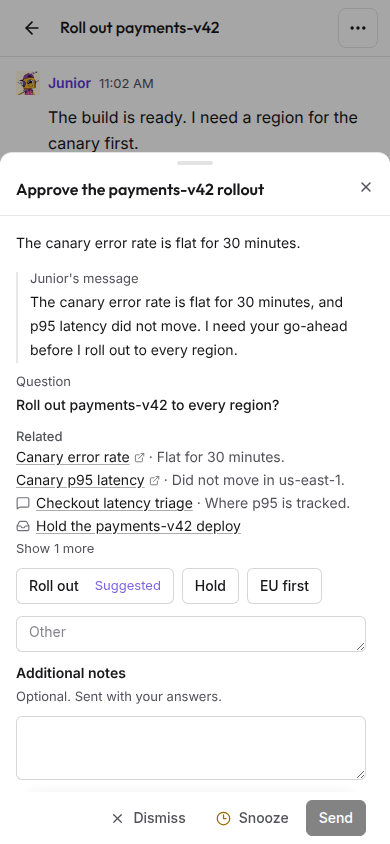 Roll out payments-v42
Junior 11:02 AM
The build is ready. I need a region for the
canary first.
Approve the payments-v42 rollout
The canary error rate is flat for 30 minutes.
Junior's message
The canary error rate is flat for 30 minutes, and
p95 latency did not move. I need your go-ahead
before I roll out to every region.
Question
Roll out payments-v42 to every region?
Related
Canary error rate · Flat for 30 minutes.
Canary p95 latency · Did not move in us-east-1.
Checkout latency triage · Where p95 is tracked.
Hold the payments-v42 deploy
Show 1 more
Roll out Suggested Hold EU first
Other
Additional notes
Optional. Sent with your answers.
Dismiss Snooze Send